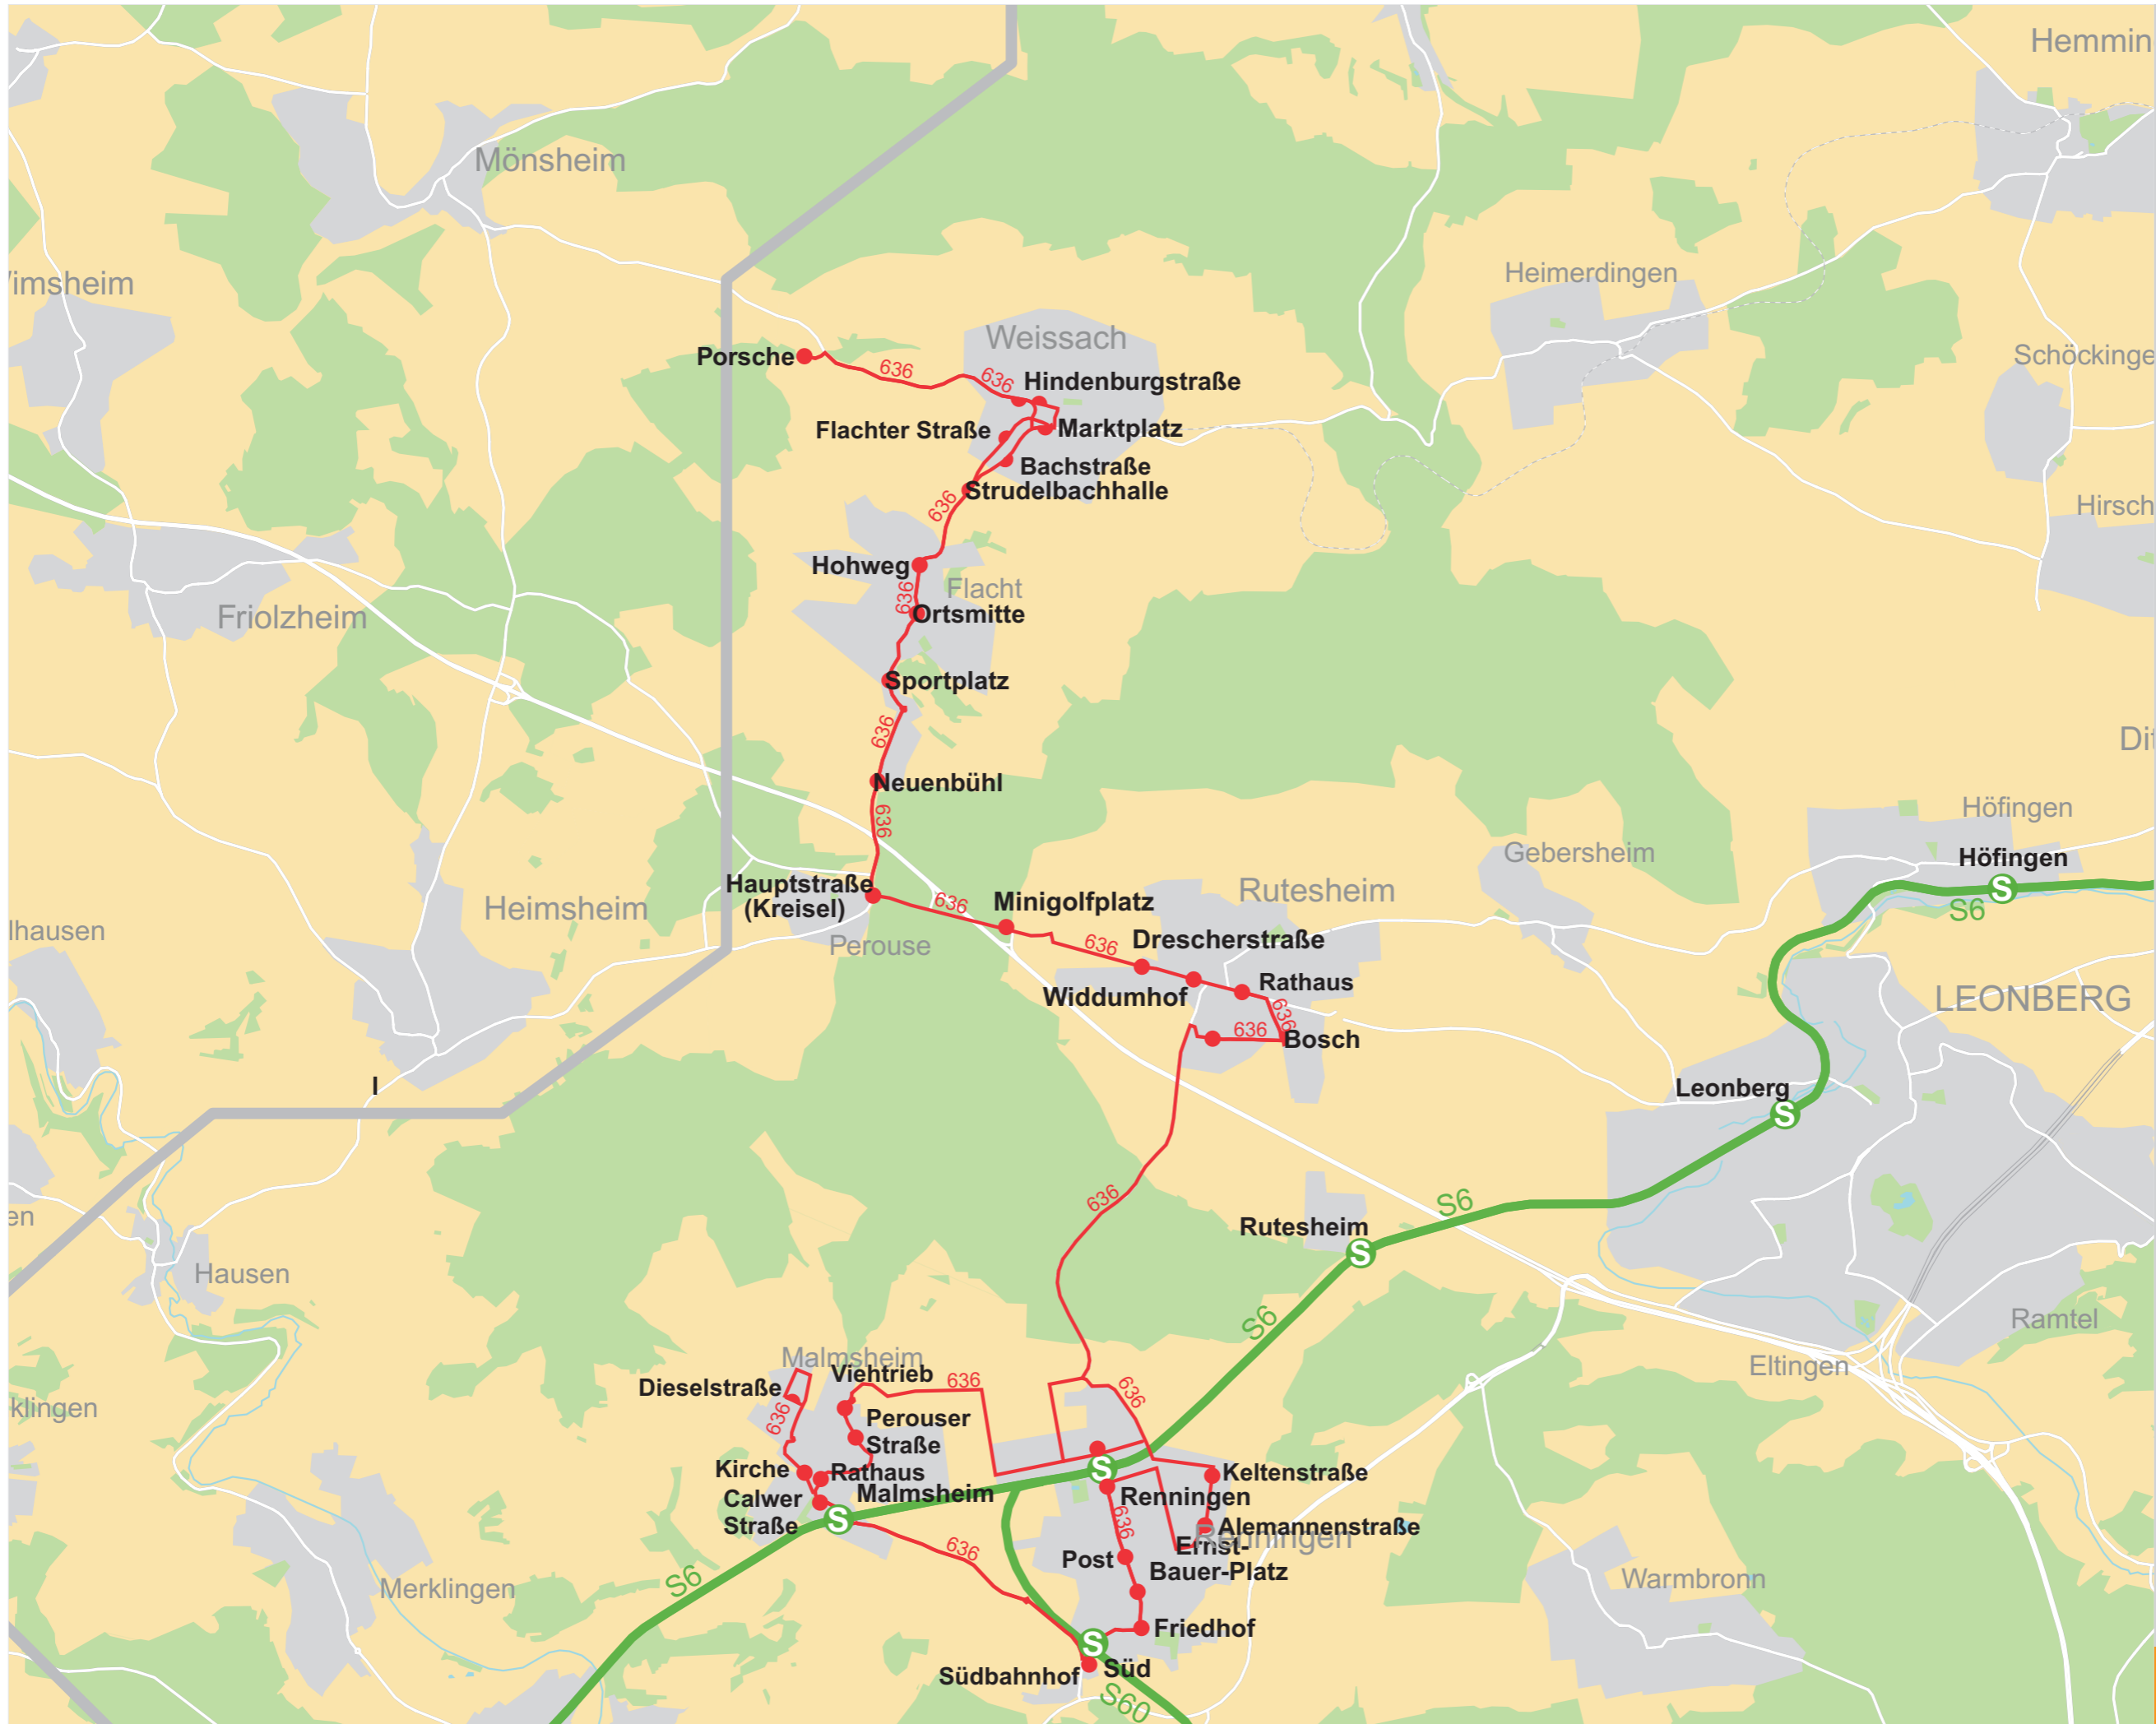 Hemmin
Mönsheim
Heimerdingen
imsheim
Weissach
Porsche
636
636
Hindenburgstraße
Schöckinge
Flachter Straße
Marktplatz
Bachstraße
Strudelbachhalle
636
Hirsch
Hohweg
Flacht
636
Ortsmitte
Friolzheim
Sportplatz
636
Dit
Neuenbühl
636
Höfingen
Gebersheim
Höfingen
S
S6
Hauptstraße
(Kreisel)
636
Minigolfplatz
Rutesheim
Heimsheim
lhausen
Perouse
636
Drescherstraße
Rathaus
Widdumhof
636
636
Bosch
LEONBERG
I
Leonberg
S
636
S6
Rutesheim
S
en
Hausen
S6
Ramtel
Eltingen
Malmsheim
Viehtrieb
636
636
Dieselstraße
636
klingen
Perouser
Straße
Kirche
Rathaus
Malmsheim
Calwer
Straße
S
S
Renningen
Keltenstraße
636
Alemannenstraße
Renningen
Ernst-
Bauer-Platz
Post
636
S6
Merklingen
Warmbronn
Friedhof
S
Süd
Südbahnhof
S60